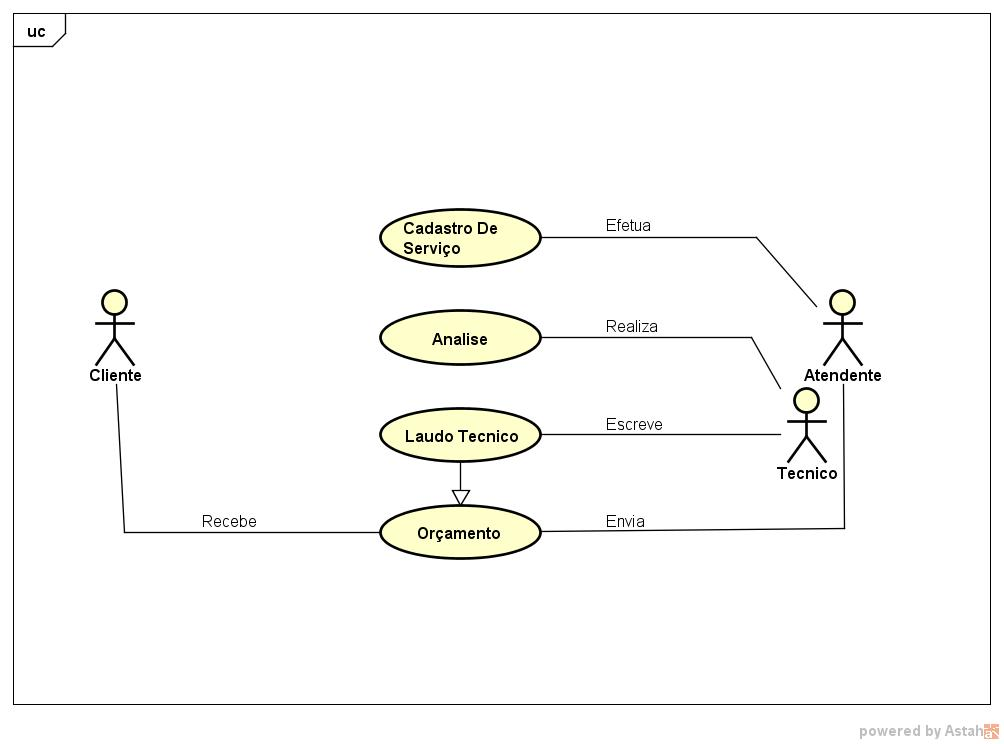 uc
Cadastro De
Serviço
Efetua
Analise
Realiza
Cliente
Atendente
Laudo Tecnico
Escreve
Tecnico
Recebe
Orçamento
Envia
powered by Astah